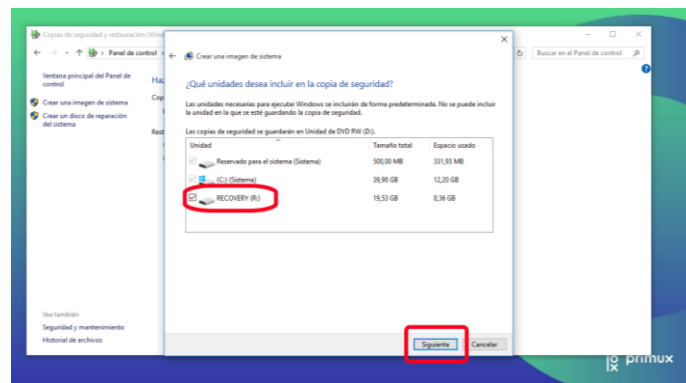 Copias de seguridad y restauración (Wind
Panel de control
Buscar en el Panel de control
Ventana principal del Panel de
control
Crear una imagen de sistema
Crear un disco de reparación
del sistema
Vea también
Seguridad y mantenimiento
Historial de archivos
Haz
Cop
Rest
Crear una imagen de sistema
¿Qué unidades desea incluir en la copia de seguridad?
Las unidades necesarias para ejecutar Windows se incluirán de forma predeterminada. No se puede incluir
la unidad en la que se esté guardando la copia de seguridad.
Las copias de seguridad se guardarán en Unidad de DVD RW (D:).
Unidad Tamaño total Espacio usado
Reservado para el sistema (Sistema) 500,00 MB 331,93 MB
(C:) (Sistema) 39,98 GB 12,20 GB
RECOVERY (R:) 19,53 GB 8,36 GB
Siguiente Cancelar
primux